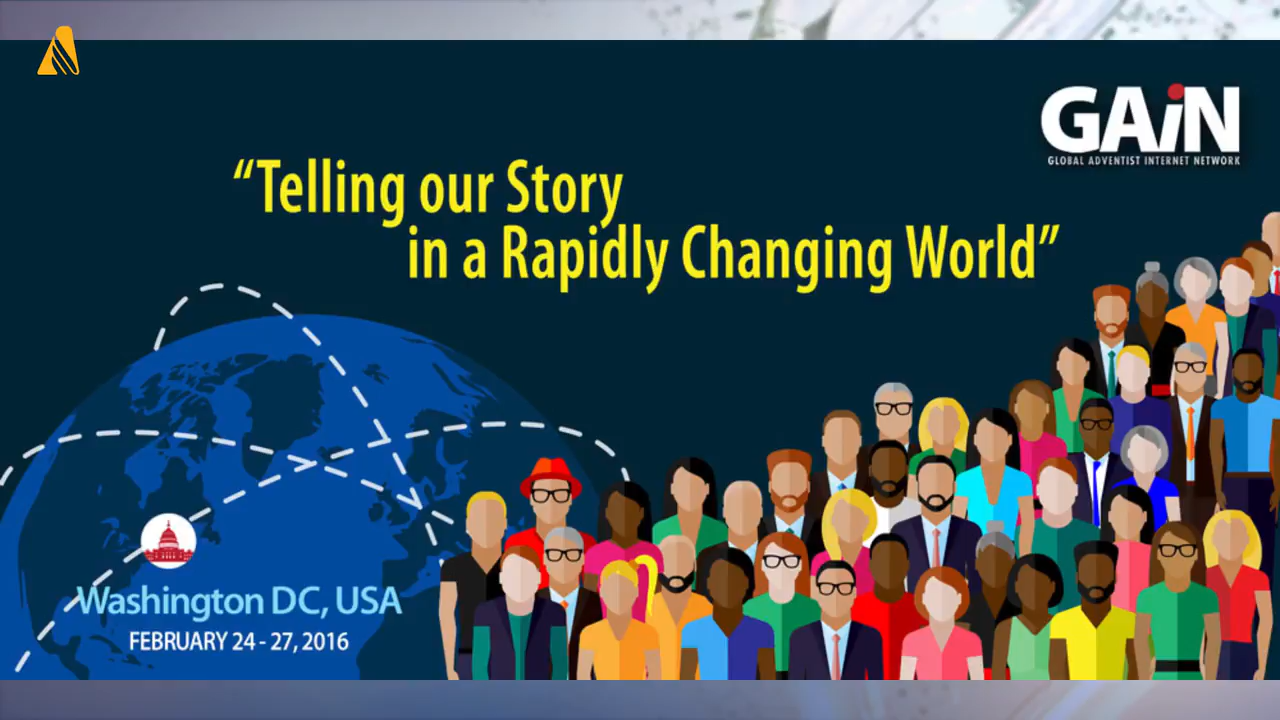 GAiN
GLOBAL ADVENTIST INTERNET NETWORK
“Telling our Story
in a Rapidly Changing World”
Washington DC, USA
FEBRUARY 24 - 27, 2016